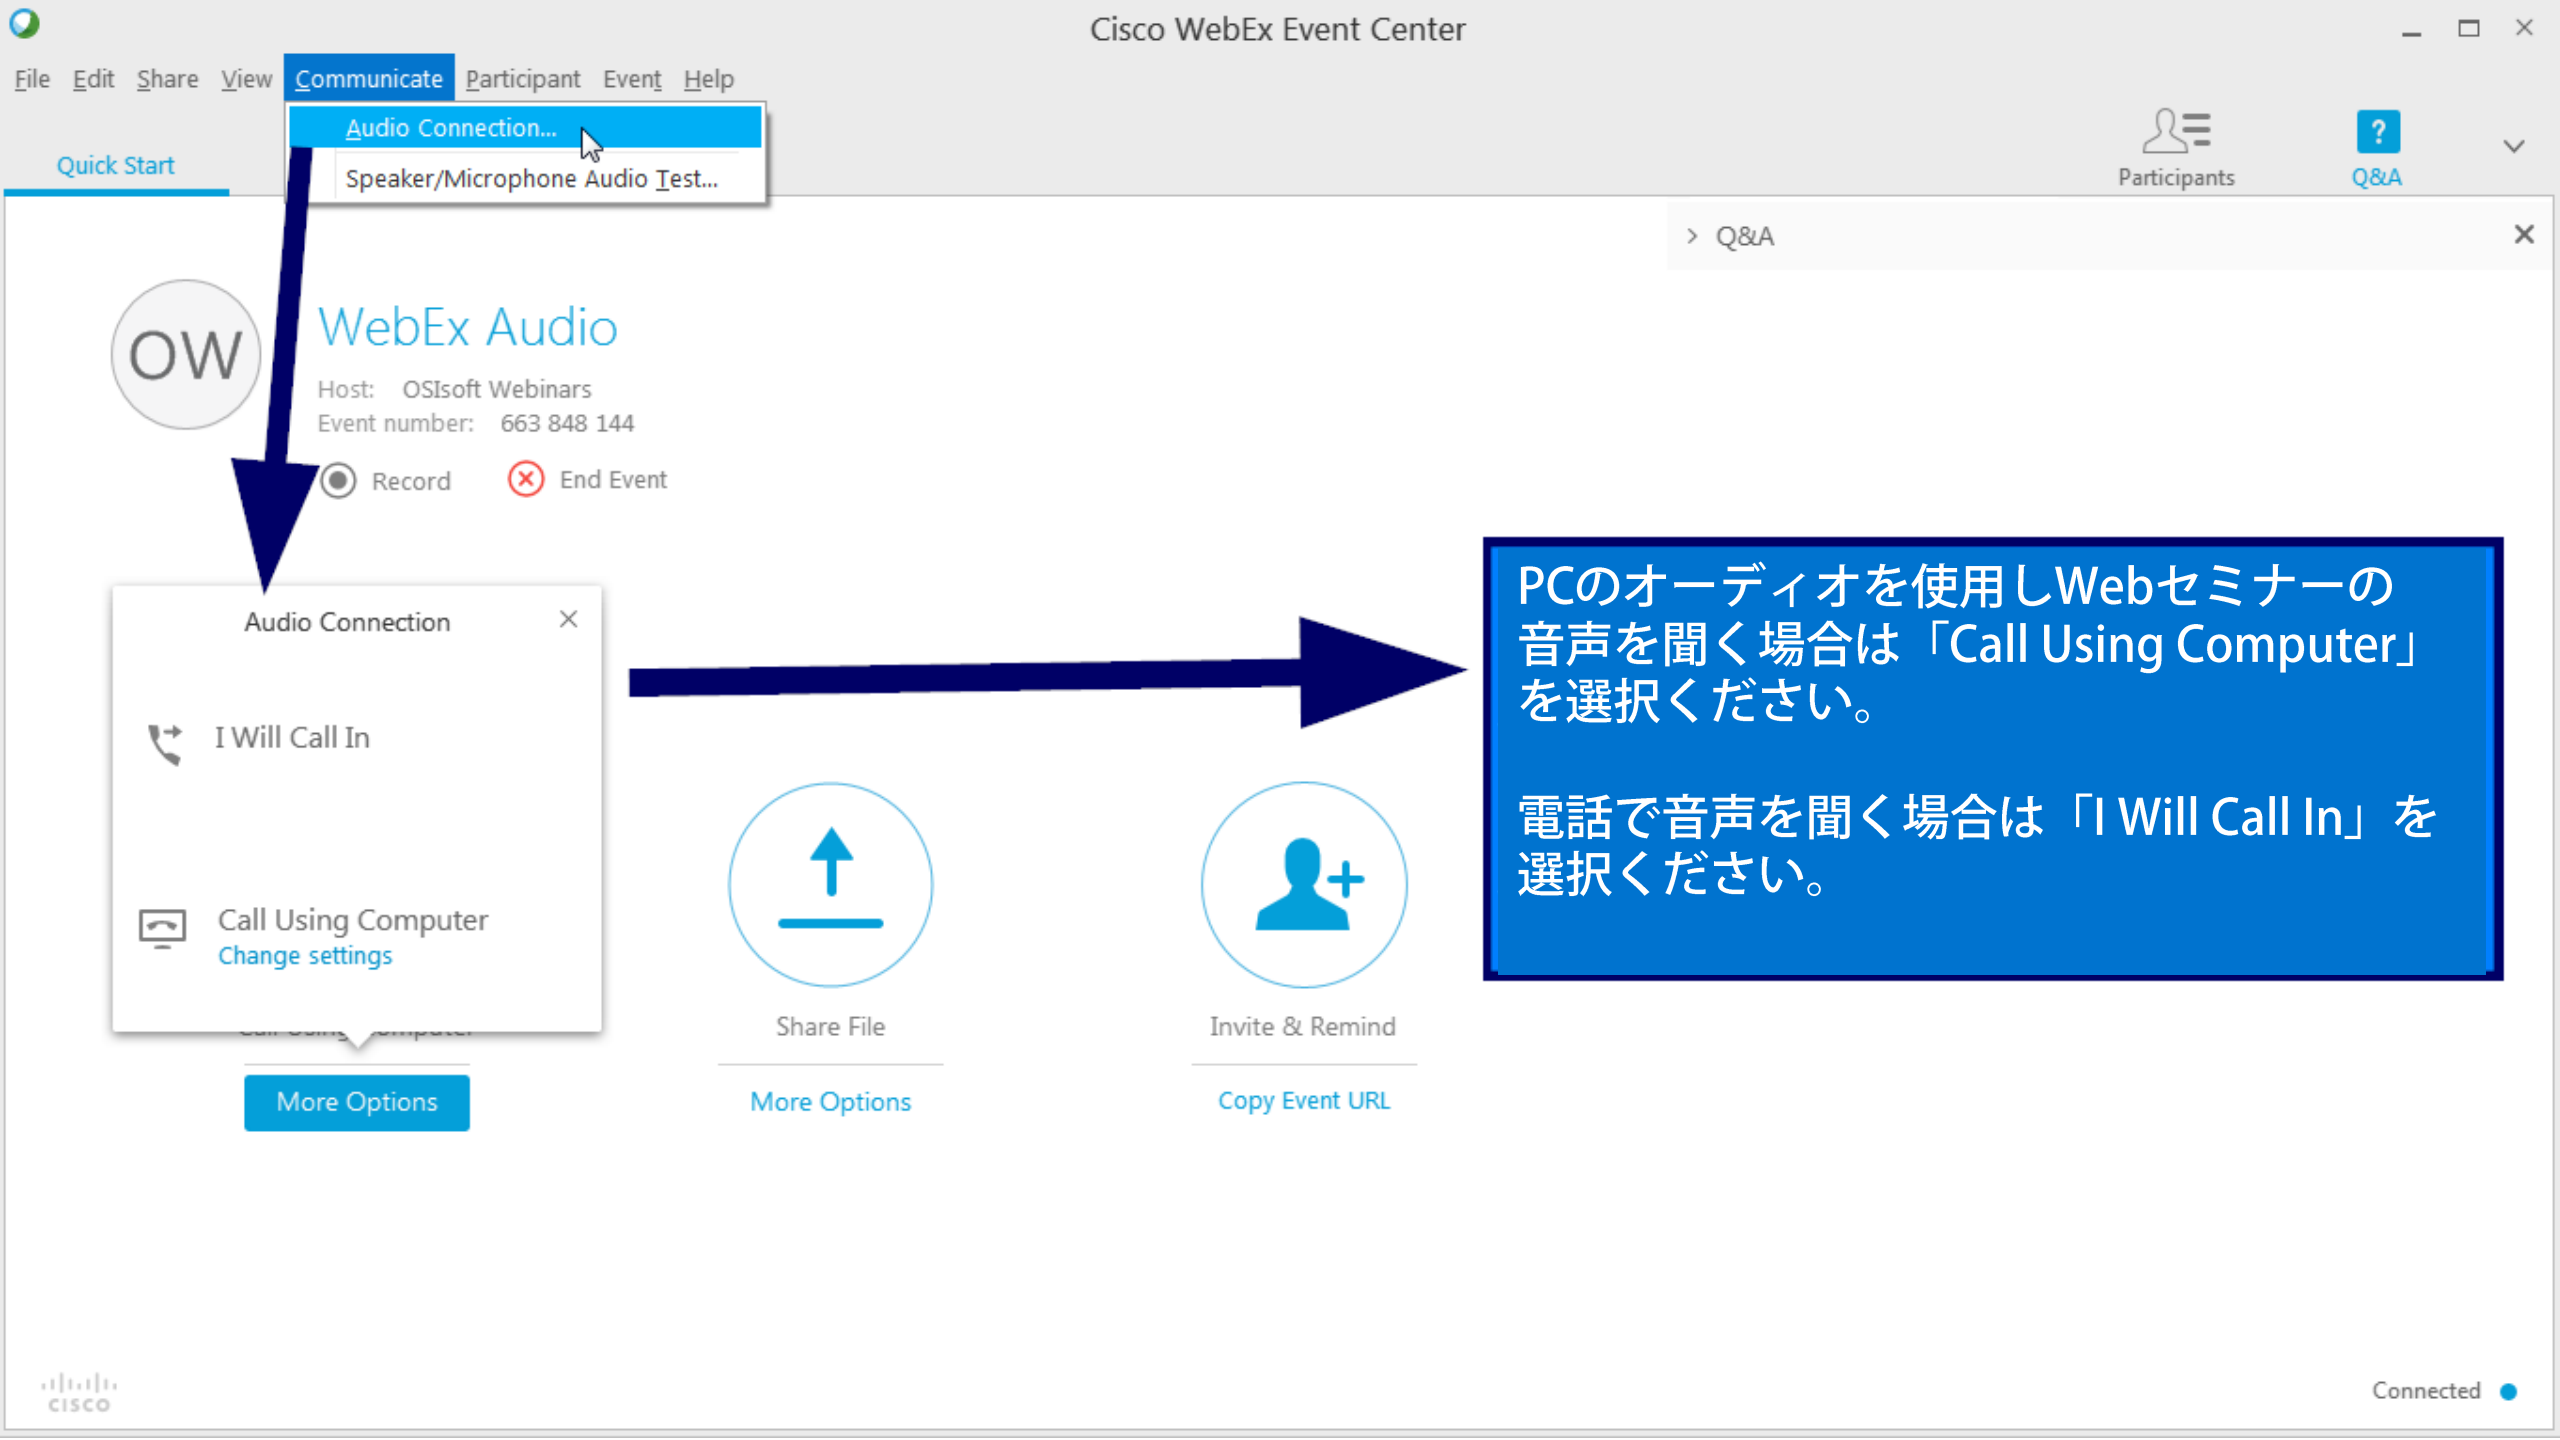 Cisco WebEx Event Center
File Edit Share View Communicate Participant Event Help
Audio Connection...
Speaker/Microphone Audio Test...
Quick Start
Participants
?
Q&A
Q&A
OW
WebEx Audio
Host: OSIsoft Webinars
Event number: 663 848 144
Record
End Event
Audio Connection
I Will Call In
Call Using Computer
Change settings
Call Using Computer
More Options
Share File
More Options
Invite & Remind
Copy Event URL
PCのオーディオを使用しWebセミナーの
音声を聞く場合は「Call Using Computer」
を選択ください。
電話で音声を聞く場合は「I Will Call In」を
選択ください。
CISCO
Connected